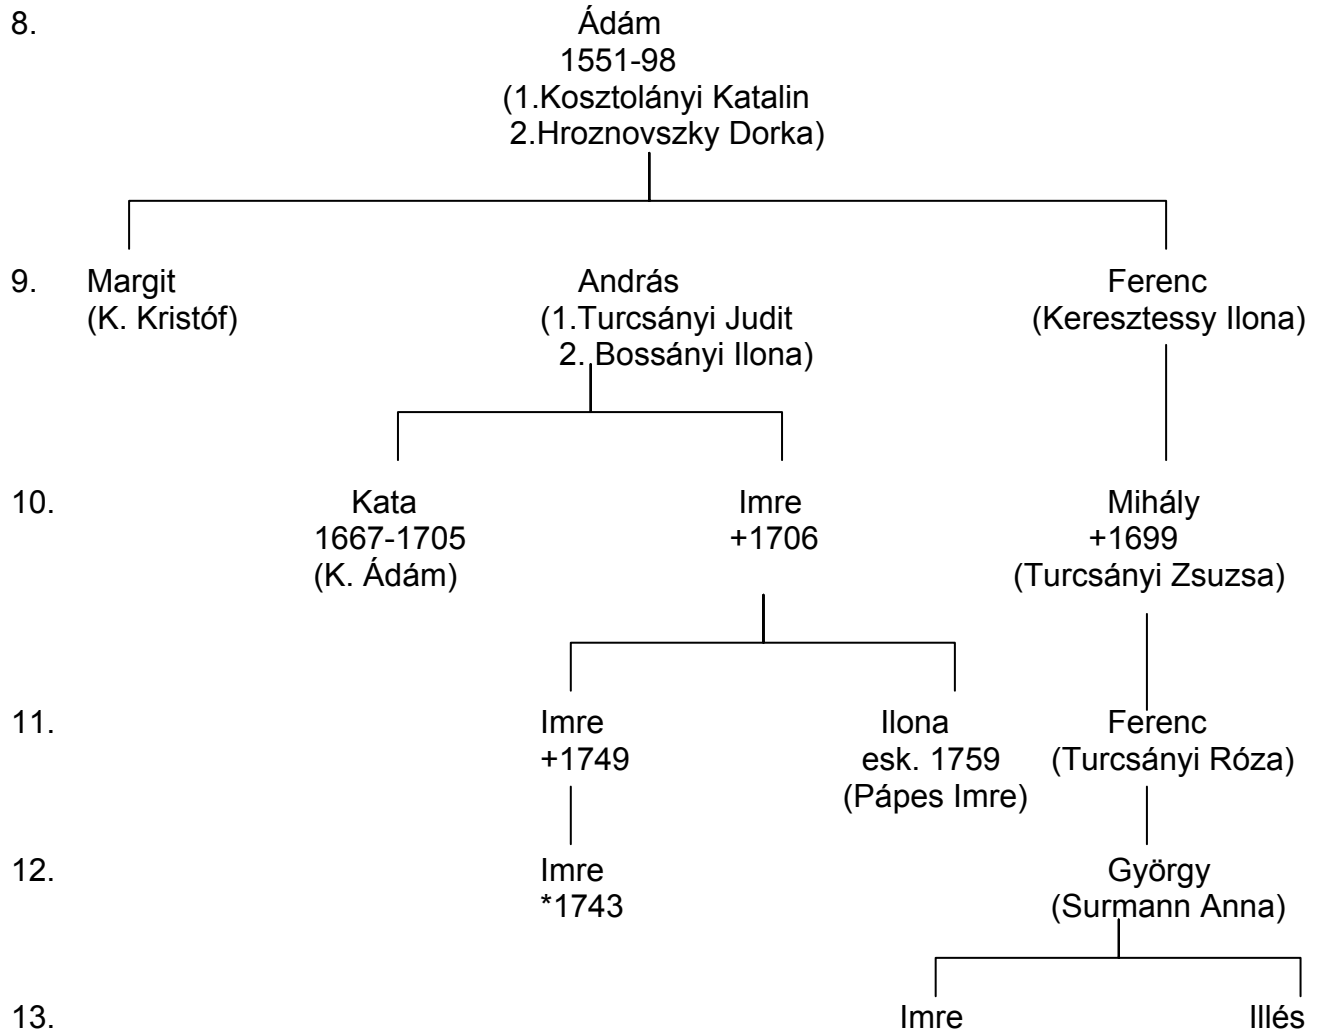 8. Ádám
1551-98
(1.Kosztolányi Katalin
2.Hroznovszky Dorka)
9. Margit András Ferenc
(K. Kristóf) (1.Turcsányi Judit (Keresztessy Ilona)
2. Bossányi Ilona)
10. Kata Imre Mihály
1667-1705 +1706 +1699
(K. Ádám) (Turcsányi Zsuzsa)
11. Imre Ilona Ferenc
+1749 esk. 1759 (Turcsányi Róza)
(Pápes Imre)
12. Imre György
*1743 (Surmann Anna)
13. Imre Illés